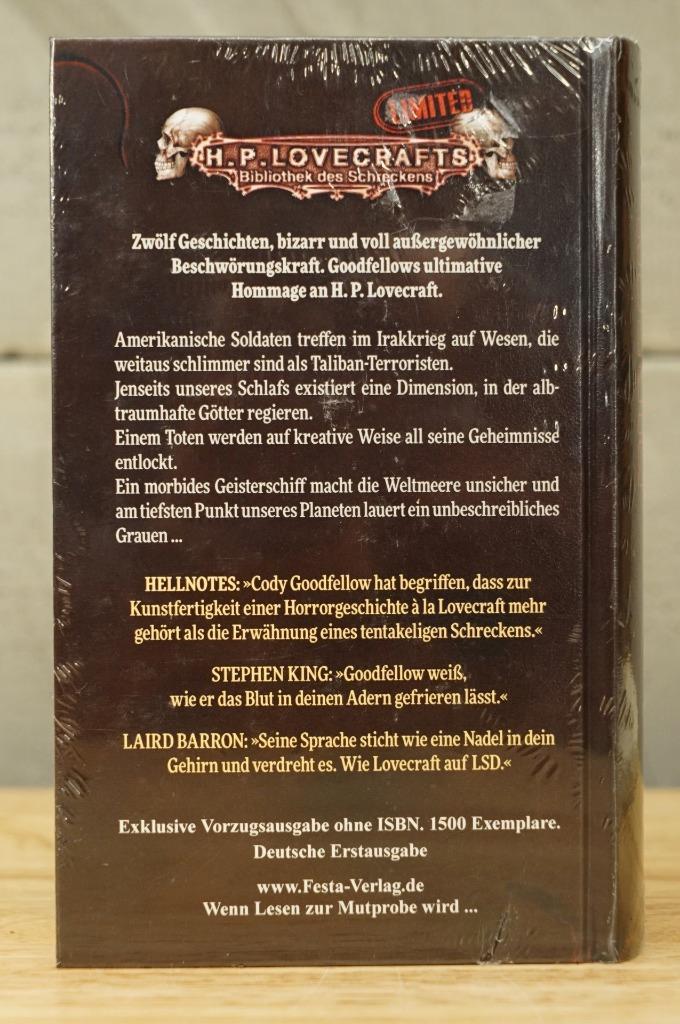 LIMITED
H.P. LOVECRAFTS
Bibliothek des Schreckens
Zwölf Geschichten, bizarr und voll außergewöhnlicher
Beschwörungskraft. Goodfellows ultimative
Hommage an H. P. Lovecraft.
Amerikanische Soldaten treffen im Irakkrieg auf Wesen, die
weitaus schlimmer sind als Taliban-Terroristen.
Jenseits unseres Schlafs existiert eine Dimension, in der alb-
traumhafte Götter regieren.
Einem Toten werden auf kreative Weise all seine Geheimnisse
entlockt.
Ein morbides Geisterschiff macht die Weltmeere unsicher und
am tiefsten Punkt unseres Planeten lauert ein unbeschreibliches
Grauen ...
HELLNOTES: »Cody Goodfellow hat begriffen, dass zur
Kunstfertigkeit einer Horrorgeschichte à la Lovecraft mehr
gehört als die Erwähnung eines tentakeligen Schreckens.«
STEPHEN KING: »Goodfellow weiß,
wie er das Blut in deinen Adern gefrieren lässt.«
LAIRD BARRON: »Seine Sprache sticht wie eine Nadel in dein
Gehirn und verdreht es. Wie Lovecraft auf LSD.«
Exklusive Vorzugsausgabe ohne ISBN. 1500 Exemplare.
Deutsche Erstausgabe
www.Festa-Verlag.de
Wenn Lesen zur Mutprobe wird ...